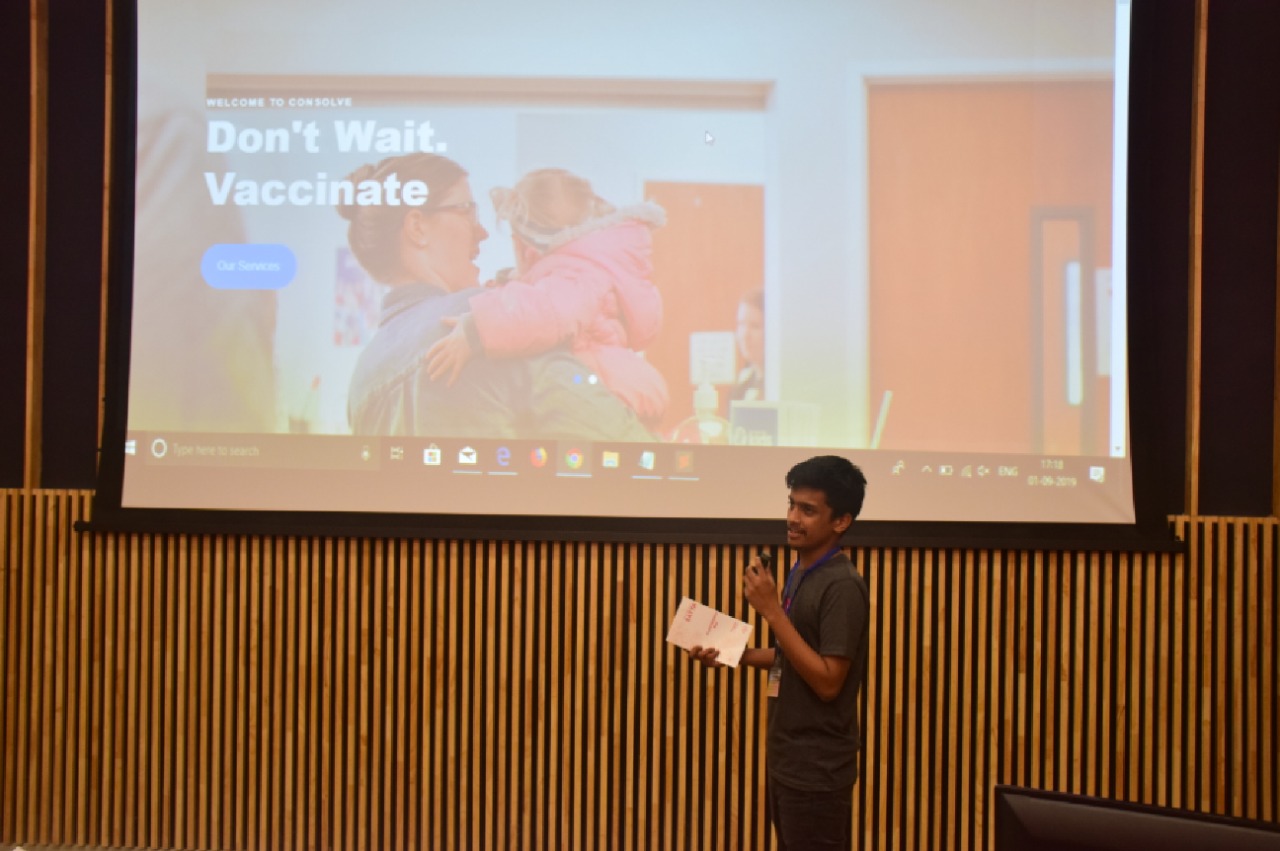 WELCOME TO CONSOLVE
Don't Wait.
Vaccinate
Our Services
Type here to search
ENG
17:18
01-09-2019